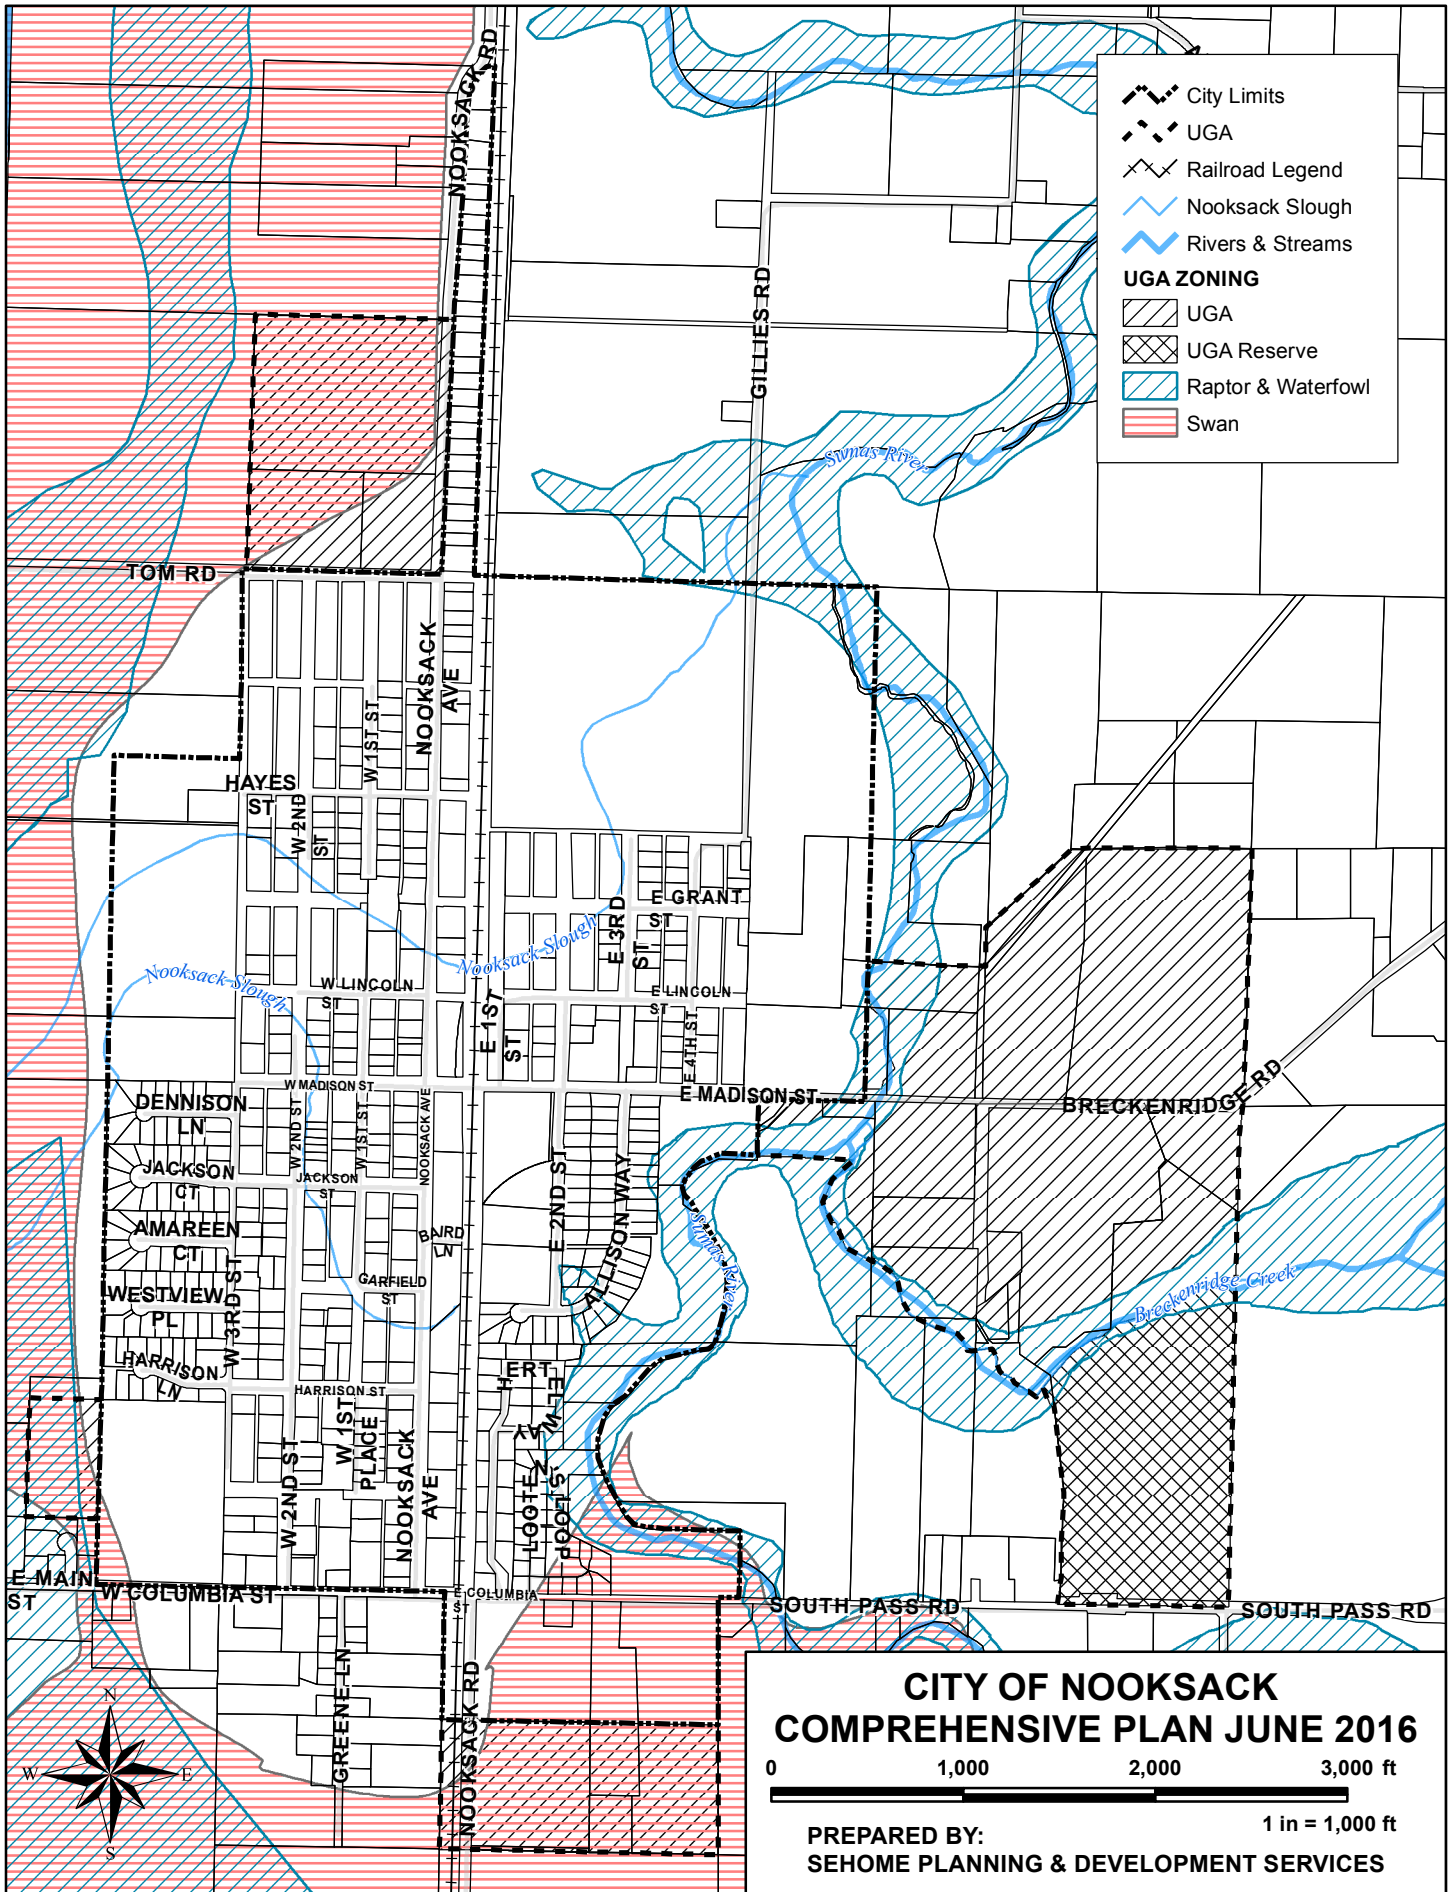 NOOKSACK RD
City Limits
UGA
Railroad Legend
Nooksack Slough
Rivers & Streams
UGA ZONING
UGA
UGA Reserve
Raptor & Waterfowl
Swan
GILLIES RD
Sumas River
TOM RD
NOOKSACK
AVE
W 1ST ST
HAYES
ST
W 2ND
ST
E GRANT
ST
E 3RD
ST
Nooksack Slough
Nooksack Slough
W LINCOLN
ST
E LINCOLN
ST
E 1ST
ST
E 4TH ST
W MADISON ST
E MADISON ST
BRECKENRIDGE RD
DENNISON
LN
W 2ND ST
W 1ST ST
NOOKSACK AVE
JACKSON
CT
JACKSON
ST
E 2ND ST
ALLISON WAY
AMAREEN
CT
BAIRD
LN
Sumas River
W 3RD ST
GARFIELD
ST
WESTVIEW
PL
Breckenridge Creek
HARRISON
LN
HARRISON ST
HERTEL WAY
W 1ST
PLACE
NOOKSACK
AVE
W 2ND ST
LOOTENS LOOP
E MAIN
ST
W COLUMBIA ST
E COLUMBIA
ST
SOUTH PASS RD
SOUTH PASS RD
GREENE LN
NOOKSACK RD
N
W
E
S
CITY OF NOOKSACK
COMPREHENSIVE PLAN JUNE 2016
0 1,000 2,000 3,000 ft
1 in = 1,000 ft
PREPARED BY:
SEHOME PLANNING & DEVELOPMENT SERVICES